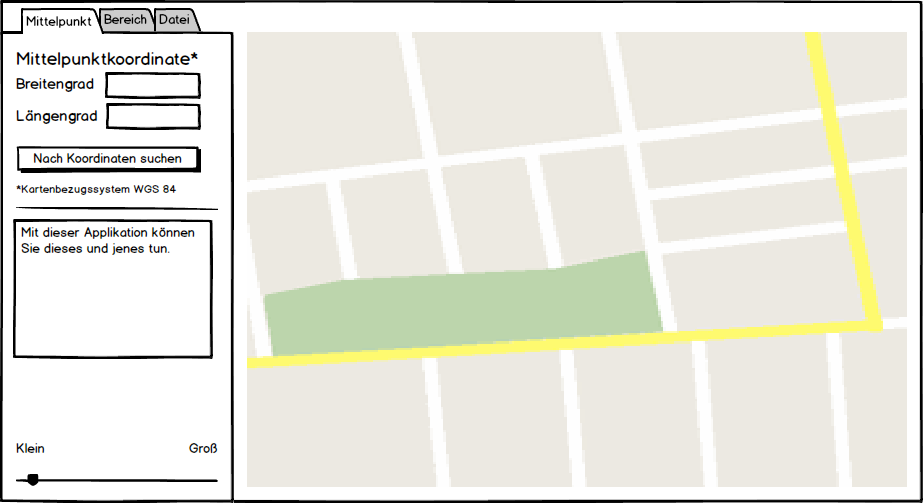 Mittelpunkt Bereich Datei
Mittelpunktkoordinate*
Breitengrad
Längengrad
Nach Koordinaten suchen
*Kartenbezugssystem WGS 84
Mit dieser Applikation können
Sie dieses und jenes tun.
Klein Groß